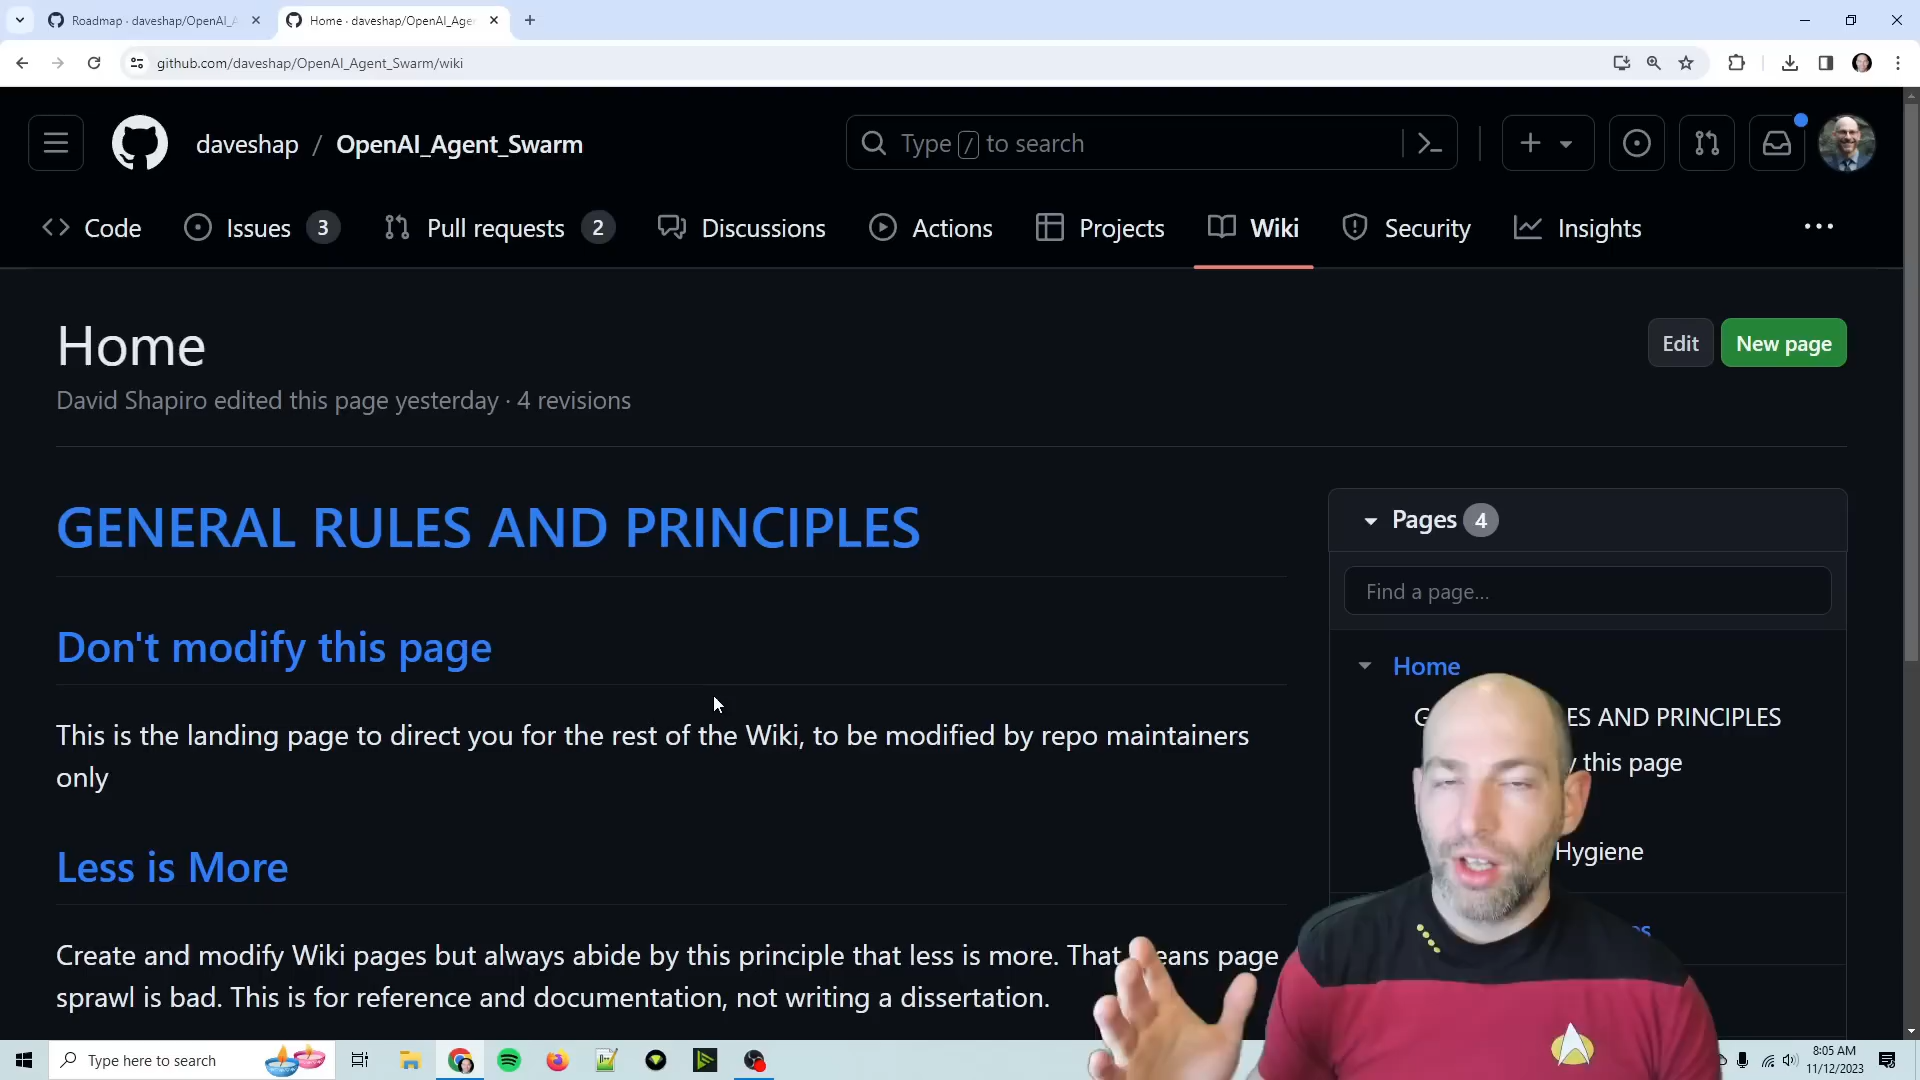 Roadmap · daveshap/OpenAI_A
Home · daveshap/OpenAI_Age
github.com/daveshap/OpenAI_Agent_Swarm/wiki
daveshap / OpenAI_Agent_Swarm
Type / to search
Code
Issues 3
Pull requests 2
Discussions
Actions
Projects
Wiki
Security
Insights
Home
Edit
New page
David Shapiro edited this page yesterday · 4 revisions
GENERAL RULES AND PRINCIPLES
Don't modify this page
This is the landing page to direct you for the rest of the Wiki, to be modified by repo maintainers
only
Less is More
Create and modify Wiki pages but always abide by this principle that less is more. That means page
sprawl is bad. This is for reference and documentation, not writing a dissertation.
Pages 4
Find a page...
Home
AND PRINCIPLES
this page
Hygiene
Type here to search
8:05 AM
11/12/2023